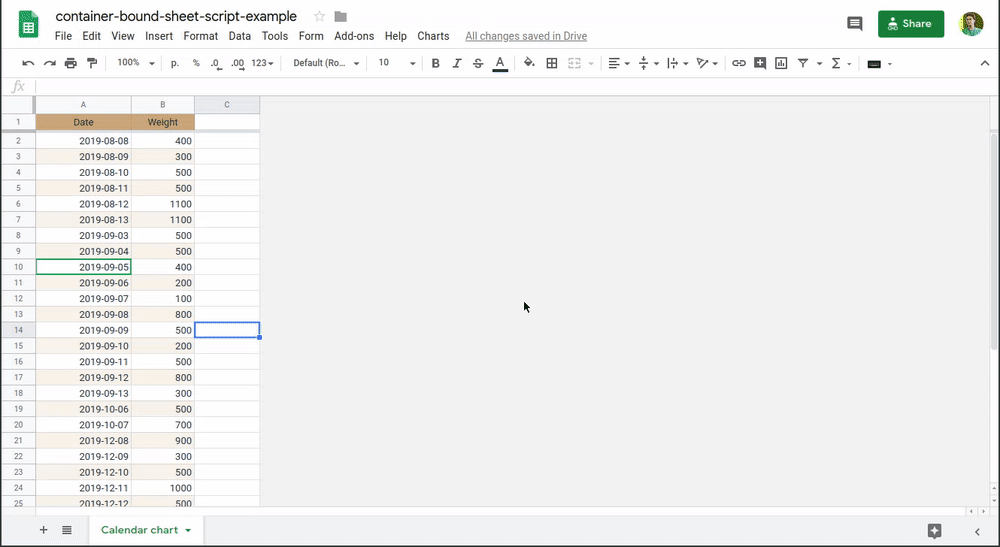 container-bound-sheet-script-example
File Edit View Insert Format Data Tools Form Add-ons Help Charts All changes saved in Drive
Share
100% р. % .0 .00 123 Default (Ro... 10 B I S A
fx
A B C
1 Date Weight
2 2019-08-08 400
3 2019-08-09 300
4 2019-08-10 500
5 2019-08-11 500
6 2019-08-12 1100
7 2019-08-13 1100
8 2019-09-03 500
9 2019-09-04 500
10 2019-09-05 400
11 2019-09-06 200
12 2019-09-07 100
13 2019-09-08 800
14 2019-09-09 500
15 2019-09-10 200
16 2019-09-11 500
17 2019-09-12 800
18 2019-09-13 300
19 2019-10-06 500
20 2019-10-07 700
21 2019-12-08 900
22 2019-12-09 300
23 2019-12-10 500
24 2019-12-11 1000
25 2019-12-12 500
Calendar chart